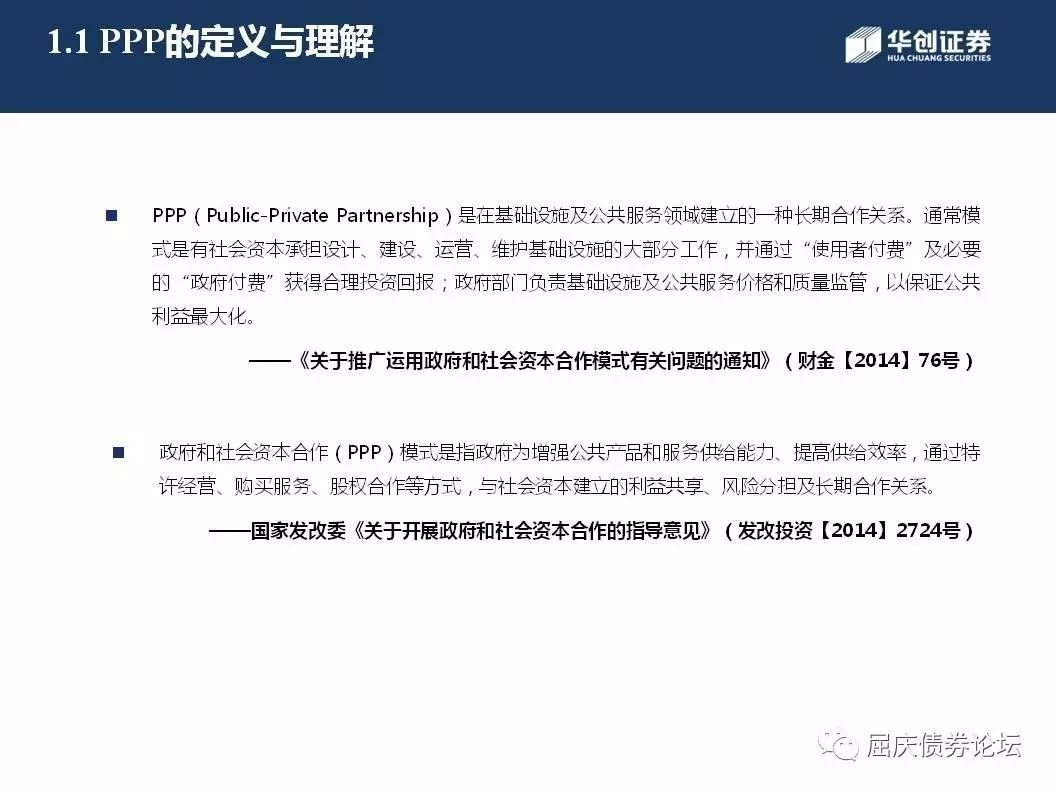 1.1 PPP的定义与理解
华创证券
HUA CHUANG SECURITIES
PPP（Public-Private Partnership）是在基础设施及公共服务领域建立的一种长期合作关系。通常模
式是有社会资本承担设计、建设、运营、维护基础设施的大部分工作，并通过“使用者付费”及必要
的“政府付费”获得合理投资回报；政府部门负责基础设施及公共服务价格和质量监管，以保证公共
利益最大化。
——《关于推广运用政府和社会资本合作模式有关问题的通知》（财金【2014】76号）
政府和社会资本合作（PPP）模式是指政府为增强公共产品和服务供给能力、提高供给效率，通过特
许经营、购买服务、股权合作等方式，与社会资本建立的利益共享、风险分担及长期合作关系。
——国家发改委《关于开展政府和社会资本合作的指导意见》（发改投资【2014】2724号）
屈庆债券论坛